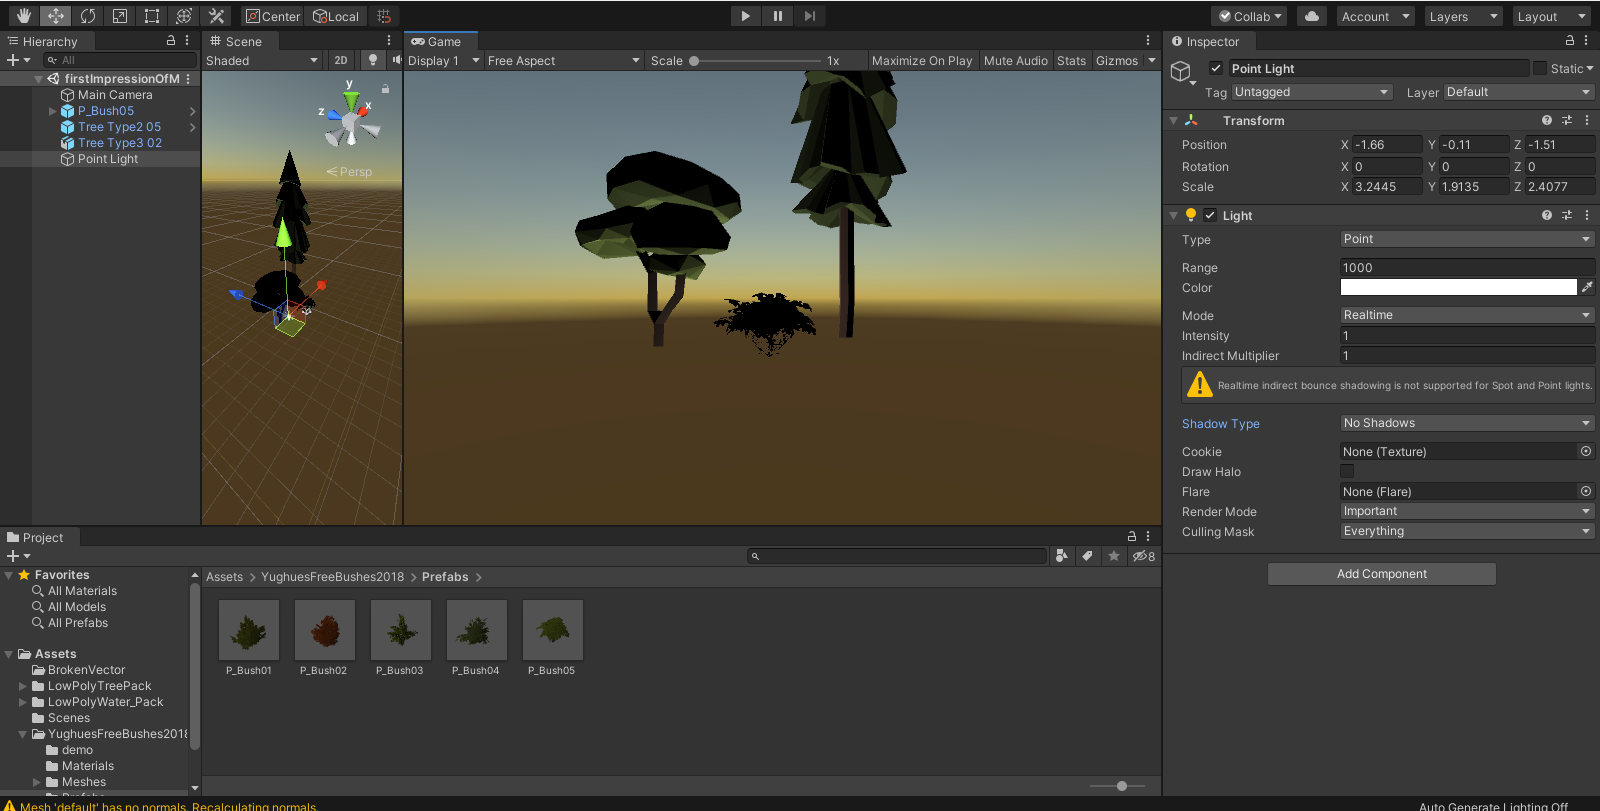 Center
Local
Collab
Account
Layers
Layout
Hierarchy
All
firstImpressionOfM
Main Camera
P_Bush05
Tree Type2 05
Tree Type3 02
Point Light
Scene
Shaded
2D
y
x
z
Persp
Game
Display 1
Free Aspect
Scale
1x
Maximize On Play
Mute Audio
Stats
Gizmos
Inspector
Point Light
Static
Tag Untagged
Layer Default
Transform
Position X -1.66 Y -0.11 Z -1.51
Rotation X 0 Y 0 Z 0
Scale X 3.2445 Y 1.9135 Z 2.4077
Light
Type Point
Range 1000
Color
Mode Realtime
Intensity 1
Indirect Multiplier 1
Realtime indirect bounce shadowing is not supported for Spot and Point lights.
Shadow Type No Shadows
Cookie None (Texture)
Draw Halo
Flare None (Flare)
Render Mode Important
Culling Mask Everything
Add Component
Project
8
Favorites
All Materials
All Models
All Prefabs
Assets
BrokenVector
LowPolyTreePack
LowPolyWater_Pack
Scenes
YughuesFreeBushes2018
demo
Materials
Meshes
Prefabs
Assets > YughuesFreeBushes2018 > Prefabs >
P_Bush01
P_Bush02
P_Bush03
P_Bush04
P_Bush05
Mesh 'default' has no normals. Recalculating normals.
Auto Generate Lighting Off